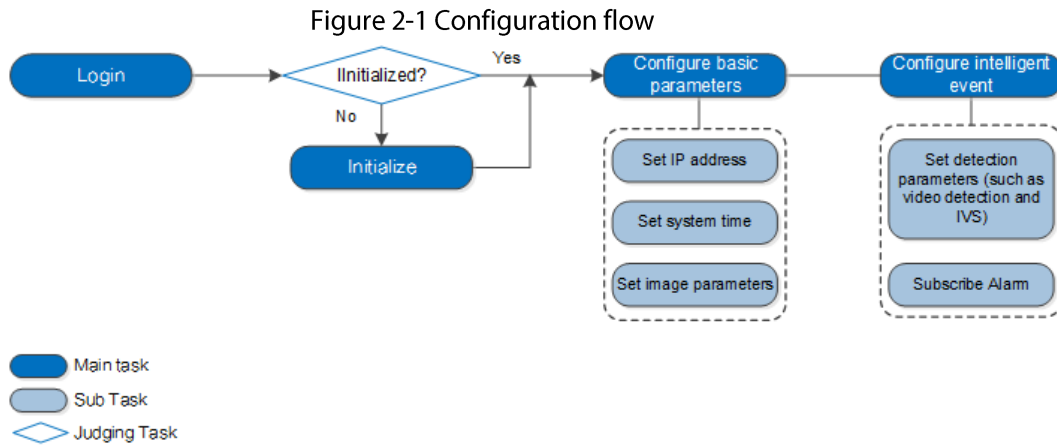 Figure 2-1 Configuration flow
Login
IInitialized?
Yes
No
Initialize
Configure basic
parameters
Set IP address
Set system time
Set image parameters
Configure intelligent
event
Set detection
parameters (such as
video detection and
IVS)
Subscribe Alarm
Main task
Sub Task
Judging Task